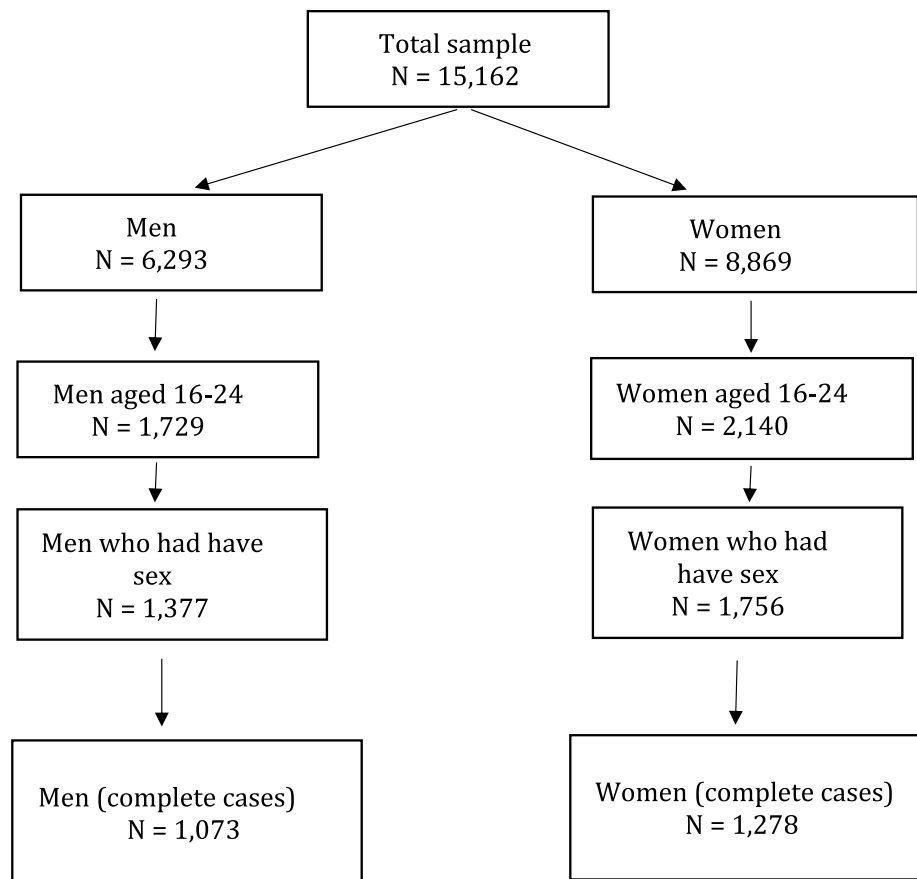 Total sample
N = 15,162
Men
N = 6,293
Women
N = 8,869
Men aged 16-24
N = 1,729
Women aged 16-24
N = 2,140
Men who had have
sex
N = 1,377
Women who had
have sex
N = 1,756
Men (complete cases)
N = 1,073
Women (complete cases)
N = 1,278